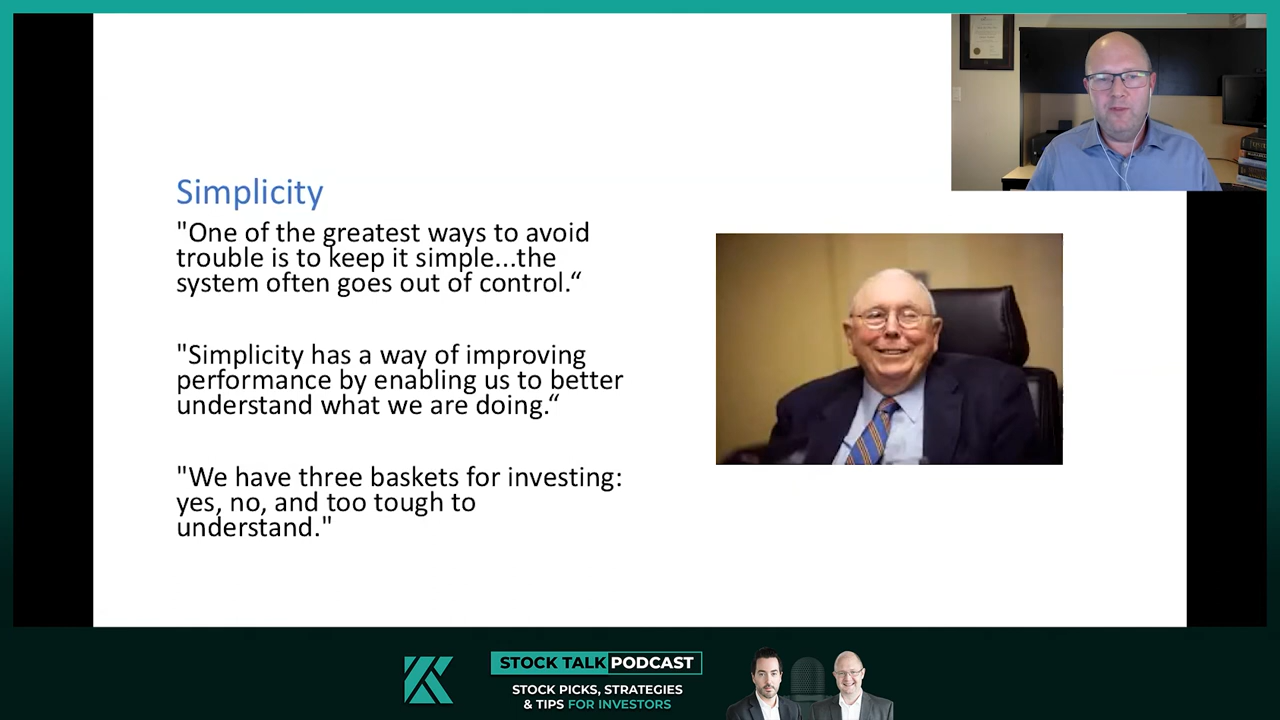 Simplicity
"One of the greatest ways to avoid
trouble is to keep it simple...the
system often goes out of control.“
"Simplicity has a way of improving
performance by enabling us to better
understand what we are doing.“
"We have three baskets for investing:
yes, no, and too tough to
understand."
STOCK TALK PODCAST
STOCK PICKS, STRATEGIES
& TIPS FOR INVESTORS